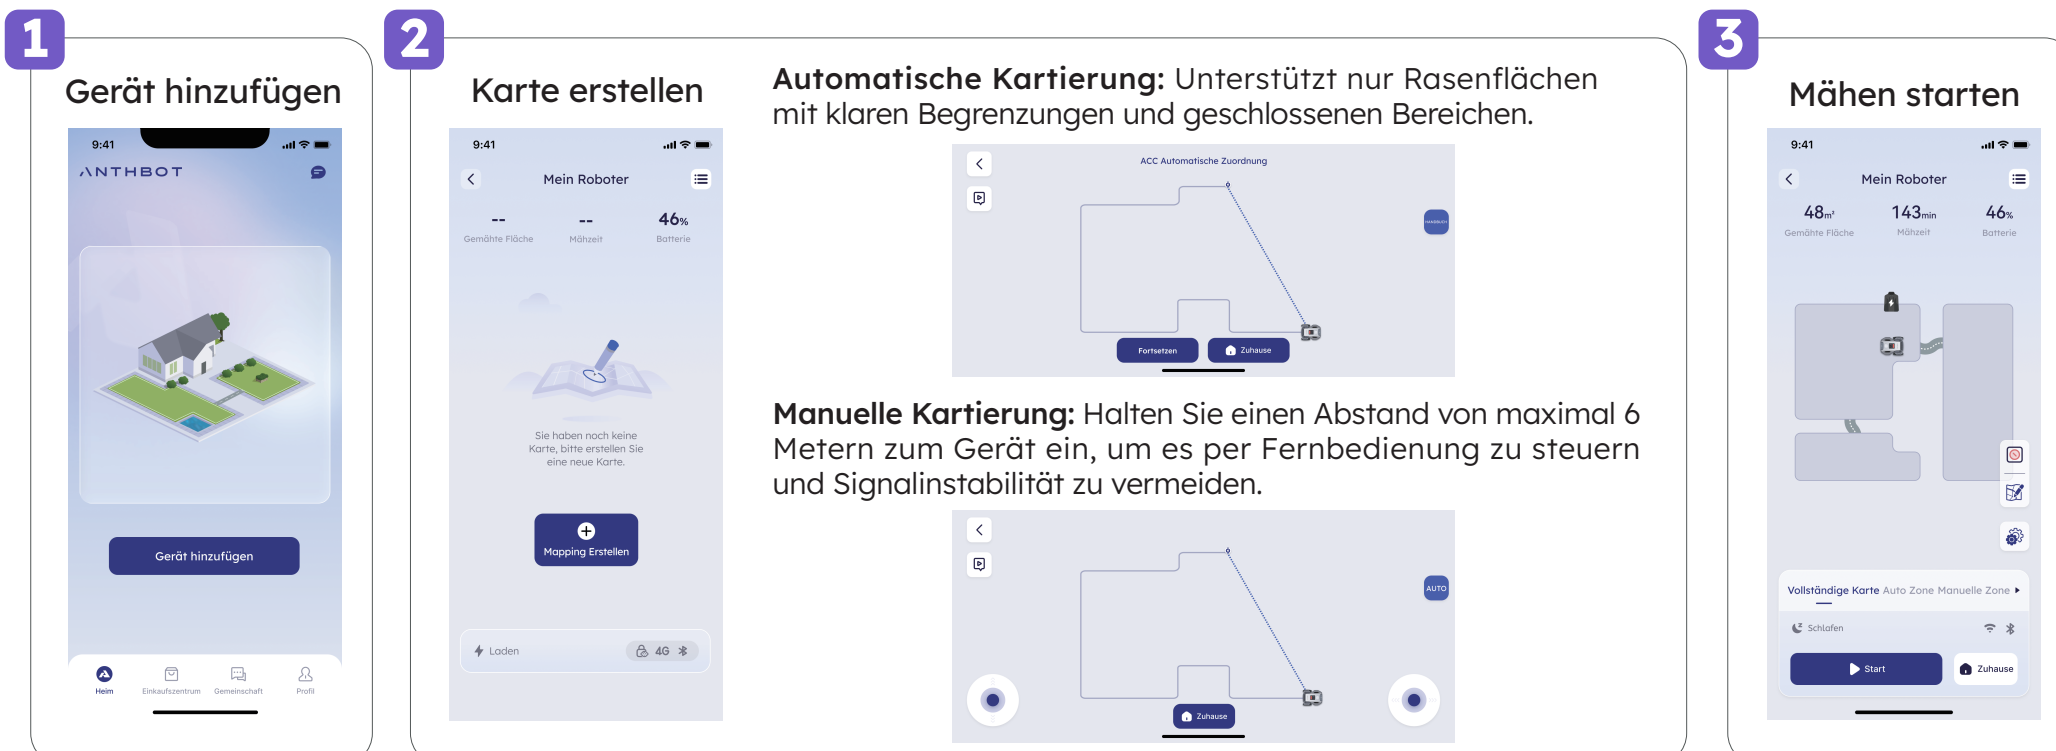 1
Gerät hinzufügen
9:41
ANTHBOT
Gerät hinzufügen
Heim Einkaufszentrum Gemeinschaft Profil
2
Karte erstellen
9:41
Mein Roboter
-- -- 46%
Gemähte Fläche Mähzeit Batterie
Sie haben noch keine
Karte, bitte erstellen Sie
eine neue Karte.
Mapping Erstellen
Laden 4G
Automatische Kartierung: Unterstützt nur Rasenflächen
mit klaren Begrenzungen und geschlossenen Bereichen.
ACC Automatische Zuordnung
HANDBUCH
Fortsetzen Zuhause
Manuelle Kartierung: Halten Sie einen Abstand von maximal 6
Metern zum Gerät ein, um es per Fernbedienung zu steuern
und Signalinstabilität zu vermeiden.
AUTO
Zuhause
3
Mähen starten
9:41
Mein Roboter
48m² 143min 46%
Gemähte Fläche Mähzeit Batterie
Vollständige Karte Auto Zone Manuelle Zone
Schlafen
Start Zuhause